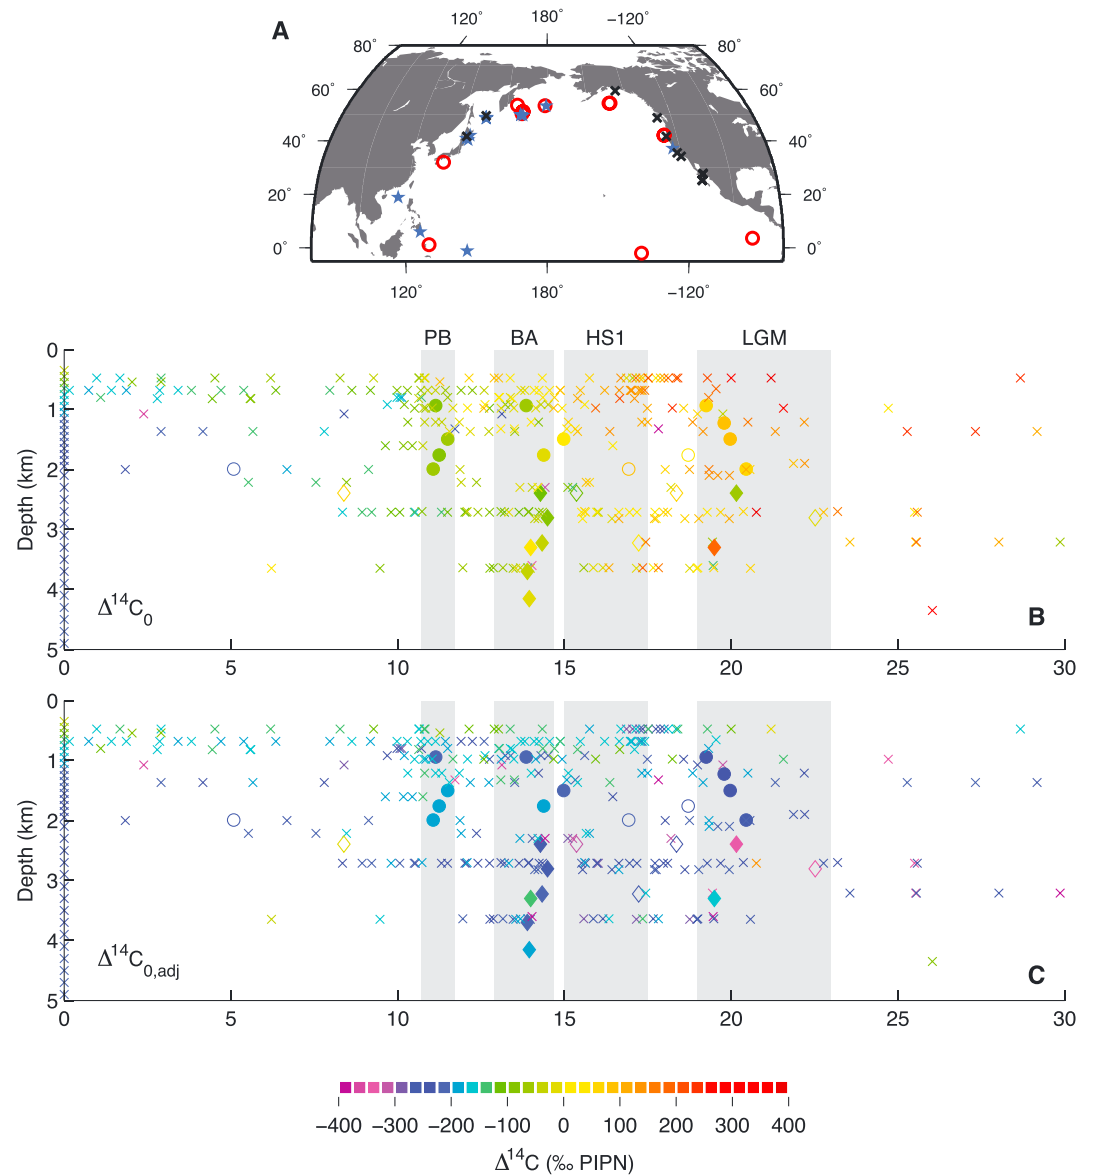 A
120° 180° −120°
80° 80°
60° 60°
40° 40°
20° 20°
0° 0°
120° 180° −120°
PB BA HS1 LGM
0
1
2
3
4
5
Depth (km)
Δ14C0
B
0 5 10 15 20 25 30
0
1
2
3
4
5
Depth (km)
Δ14C0,adj
C
0 5 10 15 20 25 30
−400 −300 −200 −100 0 100 200 300 400
Δ14C (‰ PIPN)